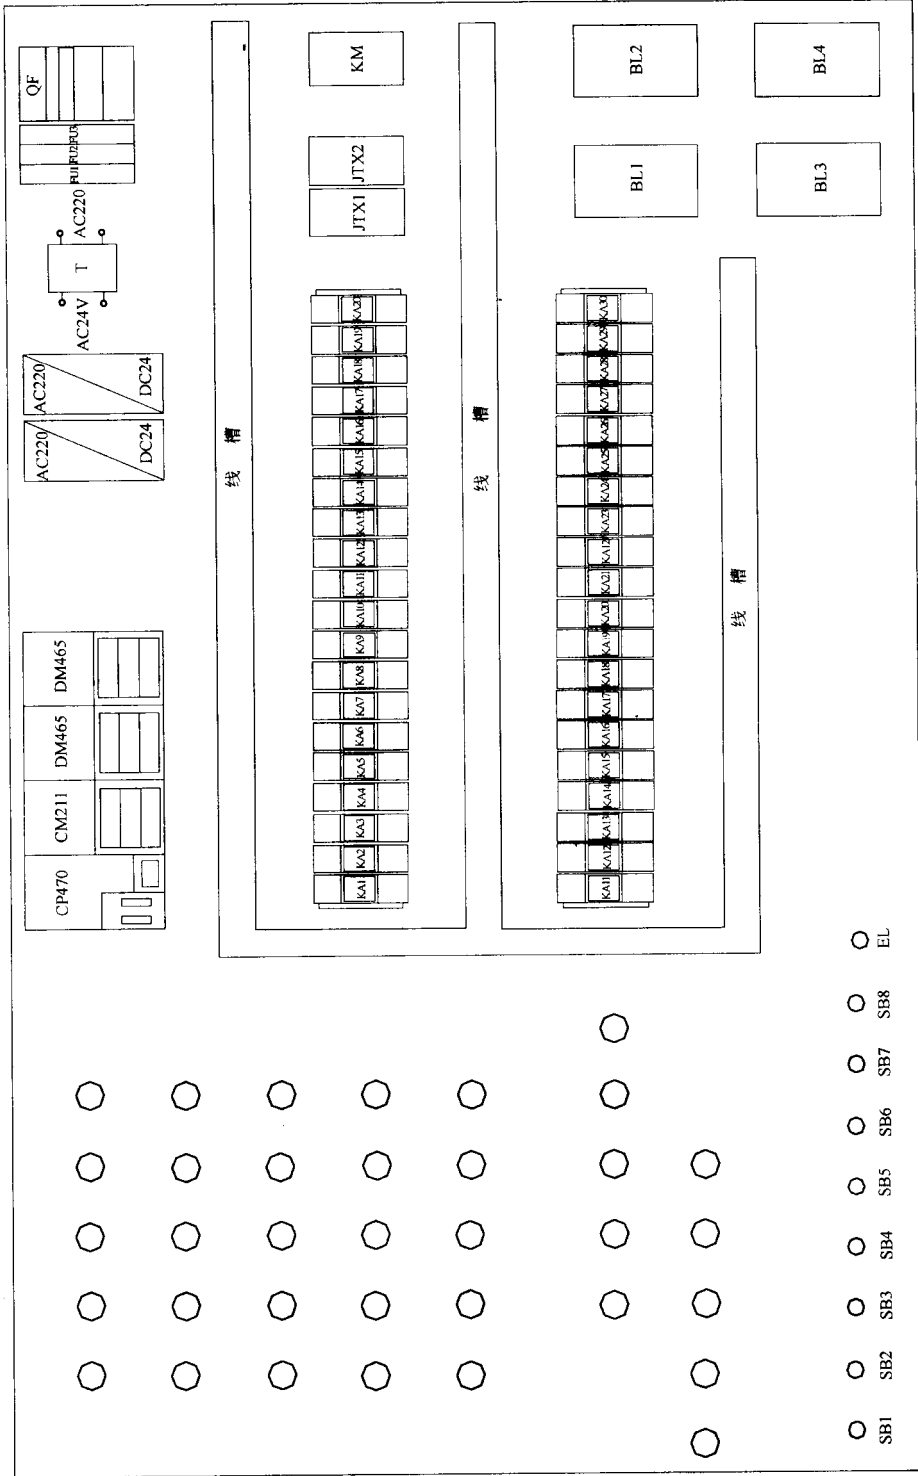 CP470
CM211
DM465
DM465
AC220
DC24
AC220
DC24
AC24V
T
AC220
FU1
FU2
FU3
QF
线 槽
KA1
KA2
KA3
KA4
KA5
KA6
KA7
KA8
KA9
KA10
KA11
KA12
KA13
KA14
KA15
KA16
KA17
KA18
KA19
KA20
JTX1
JTX2
KM
线 槽
KA11
KA12
KA13
KA14
KA15
KA16
KA17
KA18
KA19
KA20
KA21
KA23
KA24
KA25
KA26
KA27
KA28
KA29
KA30
BL1
BL2
线 槽
BL3
BL4
SB1
SB2
SB3
SB4
SB5
SB6
SB7
SB8
EL